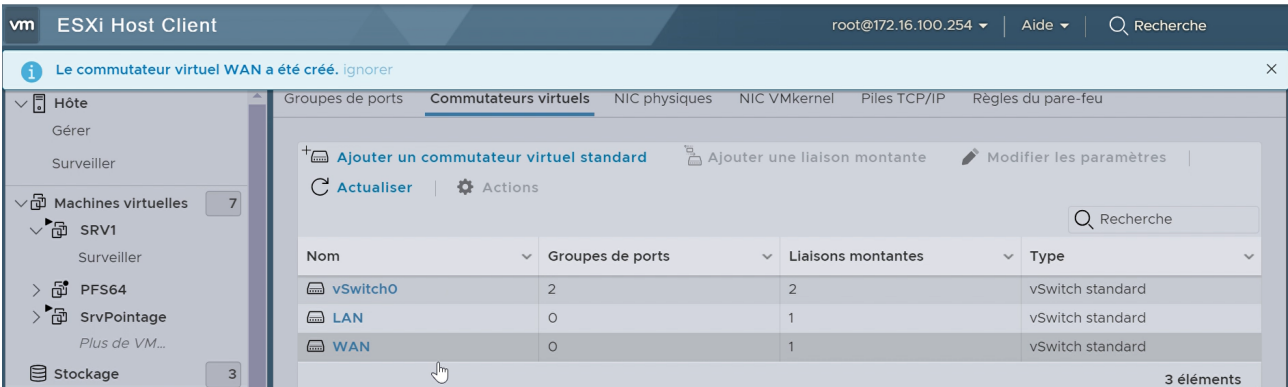 vm ESXi Host Client root@172.16.100.254 Aide Recherche
Le commutateur virtuel WAN a été créé. ignorer
Hôte
Gérer
Surveiller
Machines virtuelles 7
SRV1
Surveiller
PFS64
SrvPointage
Plus de VM...
Stockage 3
Groupes de ports Commutateurs virtuels NIC physiques NIC VMkernel Piles TCP/IP Règles du pare-feu
Ajouter un commutateur virtuel standard Ajouter une liaison montante Modifier les paramètres
Actualiser Actions
Recherche
Nom Groupes de ports Liaisons montantes Type
vSwitch0 2 2 vSwitch standard
LAN 0 1 vSwitch standard
WAN 0 1 vSwitch standard
3 éléments